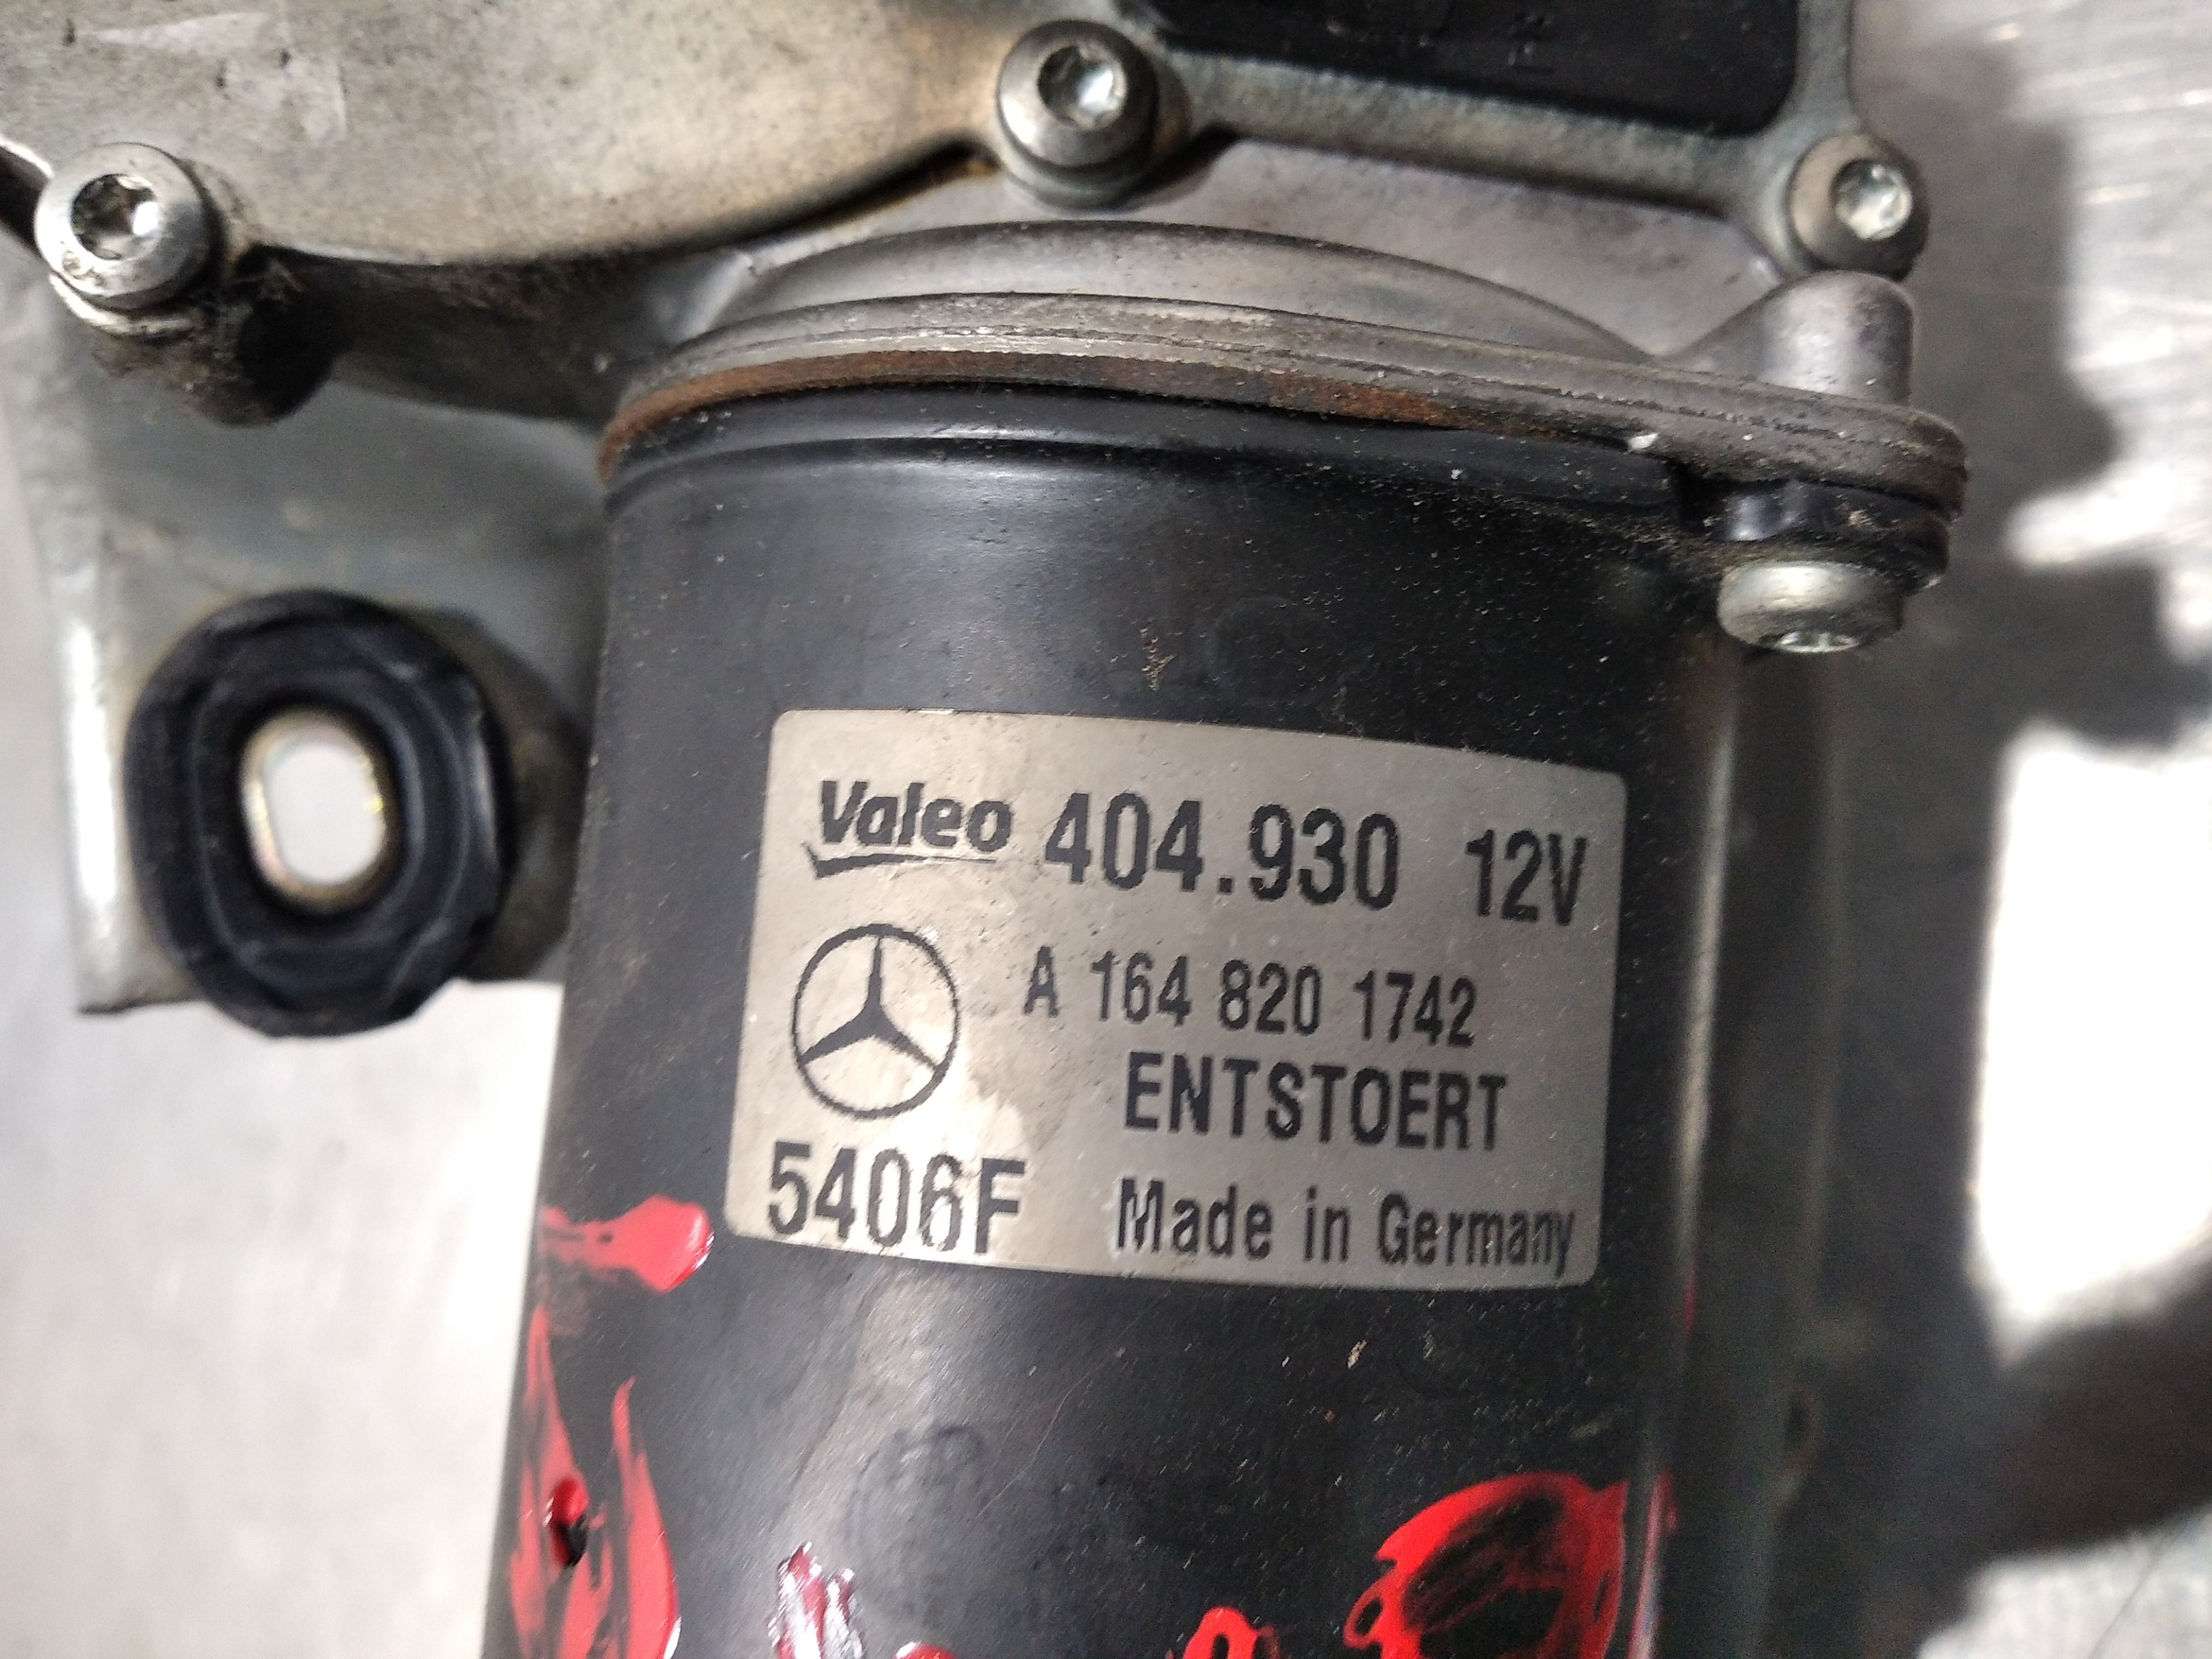 Valeo 404.930 12V
A 164 820 1742
ENTSTOERT
5406F Made in Germany